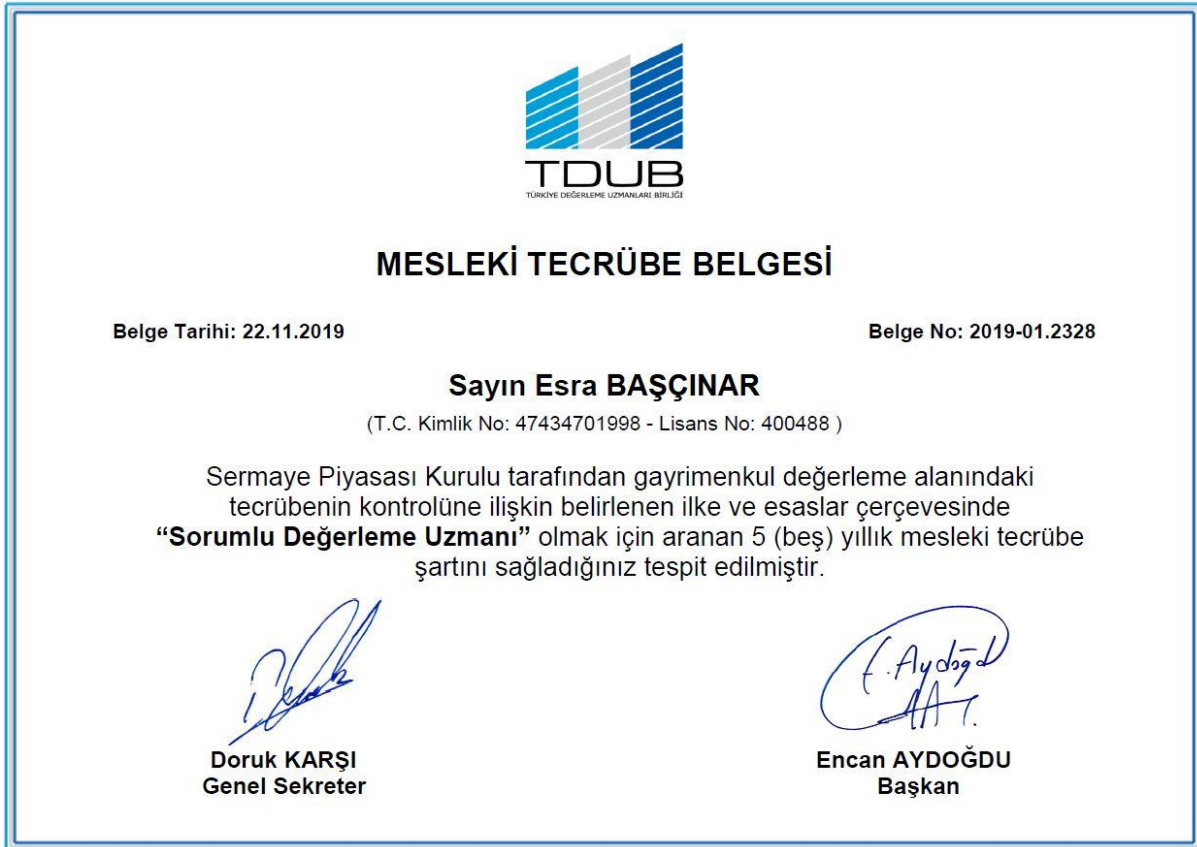 TDUB
TÜRKİYE DEĞERLEME UZMANLARI BİRLİĞİ
MESLEKİ TECRÜBE BELGESİ
Belge Tarihi: 22.11.2019
Belge No: 2019-01.2328
Sayın Esra BAŞÇINAR
(T.C. Kimlik No: 47434701998 - Lisans No: 400488 )
Sermaye Piyasası Kurulu tarafından gayrimenkul değerleme alanındaki
tecrübenin kontrolüne ilişkin belirlenen ilke ve esaslar çerçevesinde
“Sorumlu Değerleme Uzmanı” olmak için aranan 5 (beş) yıllık mesleki tecrübe
şartını sağladığınız tespit edilmiştir.
E. Aydoğd
Doruk KARŞI
Genel Sekreter
Encan AYDOĞDU
Başkan